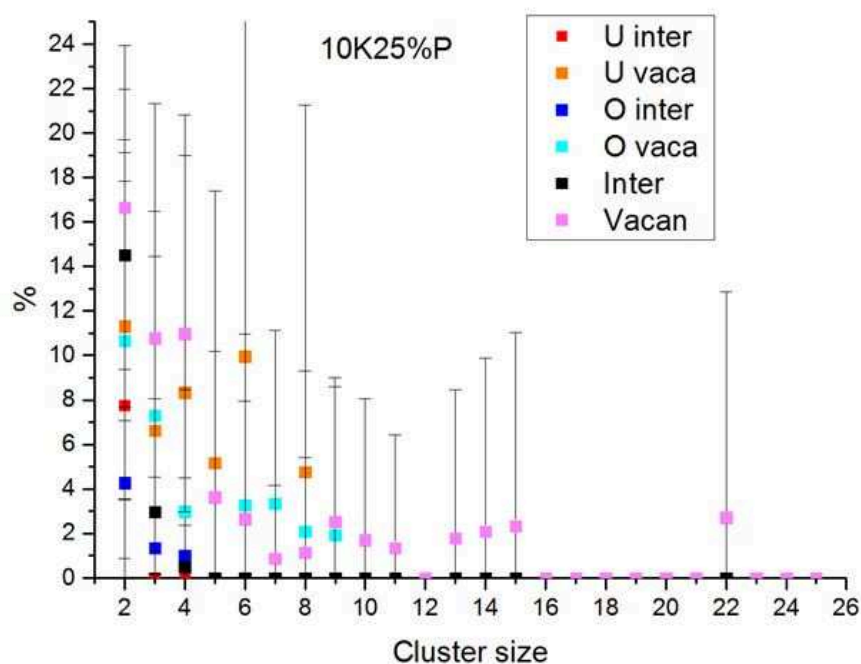 10K25%P
U inter
U vaca
O inter
O vaca
Inter
Vacan
%
24
22
20
18
16
14
12
10
8
6
4
2
0
2 4 6 8 10 12 14 16 18 20 22 24 26
Cluster size